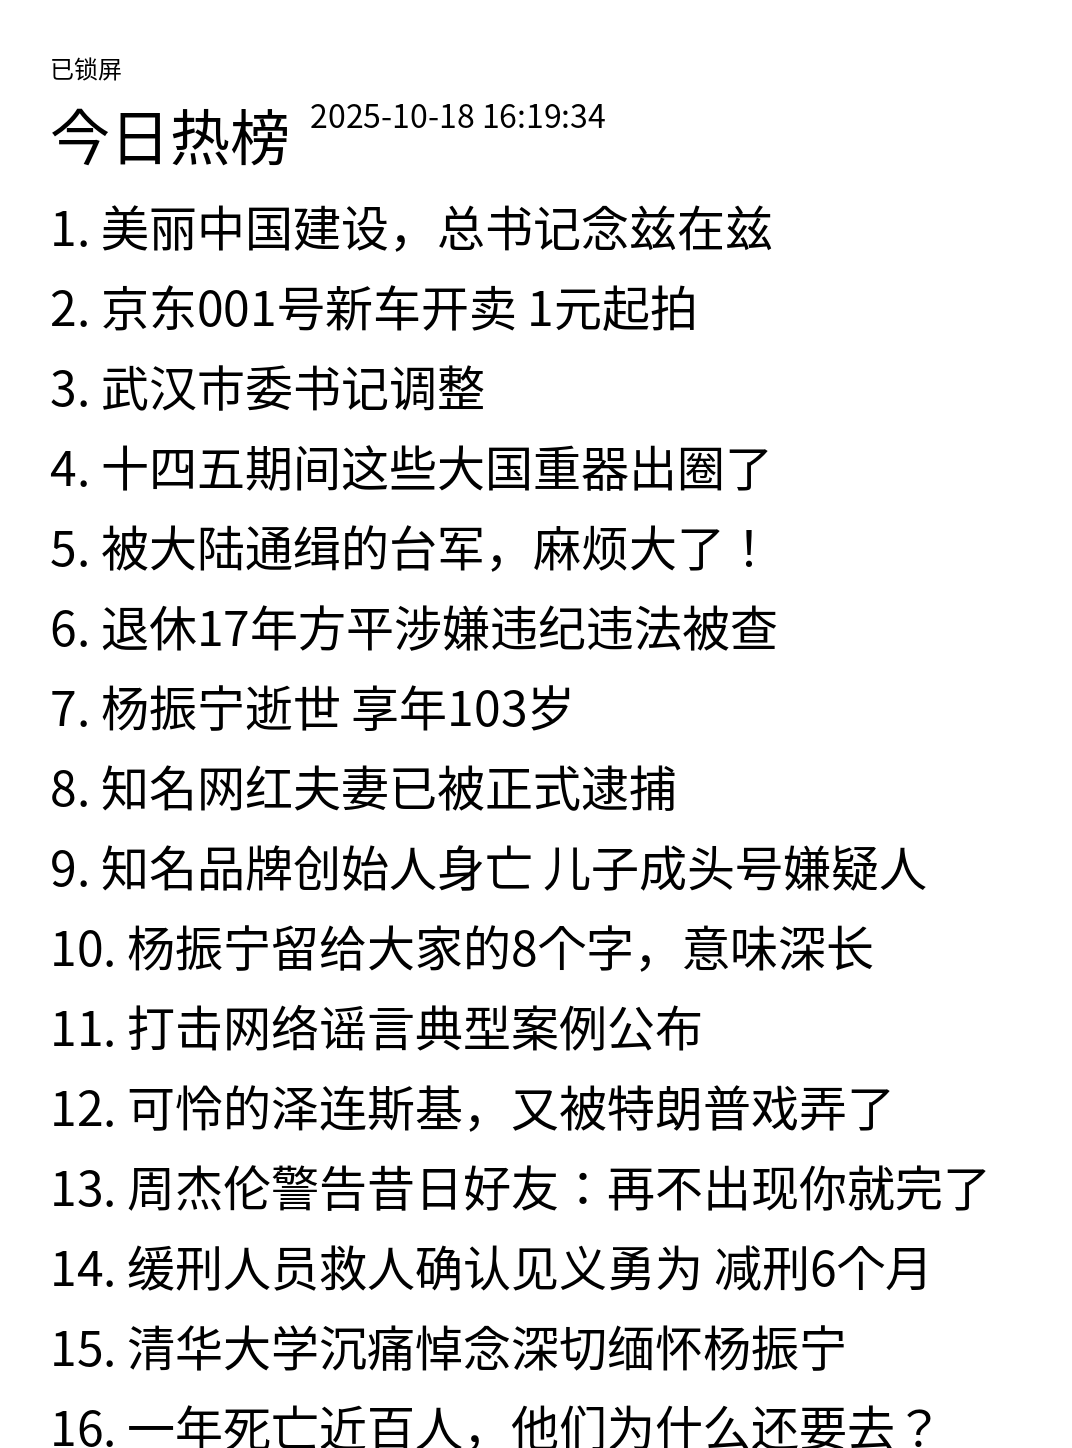 已锁屏
今日热榜 2025-10-18 16:19:34
1. 美丽中国建设，总书记念兹在兹
2. 京东001号新车开卖 1元起拍
3. 武汉市委书记调整
4. 十四五期间这些大国重器出圈了
5. 被大陆通缉的台军，麻烦大了！
6. 退休17年方平涉嫌违纪违法被查
7. 杨振宁逝世 享年103岁
8. 知名网红夫妻已被正式逮捕
9. 知名品牌创始人身亡 儿子成头号嫌疑人
10. 杨振宁留给大家的8个字，意味深长
11. 打击网络谣言典型案例公布
12. 可怜的泽连斯基，又被特朗普戏弄了
13. 周杰伦警告昔日好友：再不出现你就完了
14. 缓刑人员救人确认见义勇为 减刑6个月
15. 清华大学沉痛悼念深切缅怀杨振宁
16. 一年死亡近百人，他们为什么还要去？